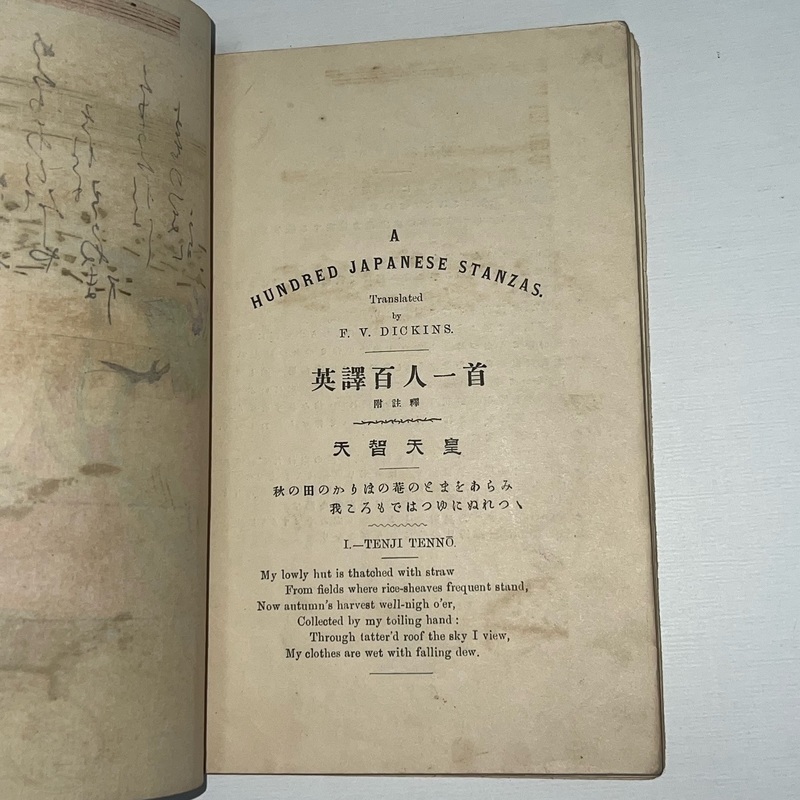 A
HUNDRED JAPANESE STANZAS.
Translated
by
F. V. DICKINS.
英譯百人一首
附註釋
天智天皇
秋の田のかりほの菴のとまをあらみ
我ころもではつゆにぬれつゝ
I.—TENJI TENNŌ.
My lowly hut is thatched with straw
From fields where rice-sheaves frequent stand,
Now autumn's harvest well-nigh o'er,
Collected by my toiling hand:
Through tatter'd roof the sky I view,
My clothes are wet with falling dew.